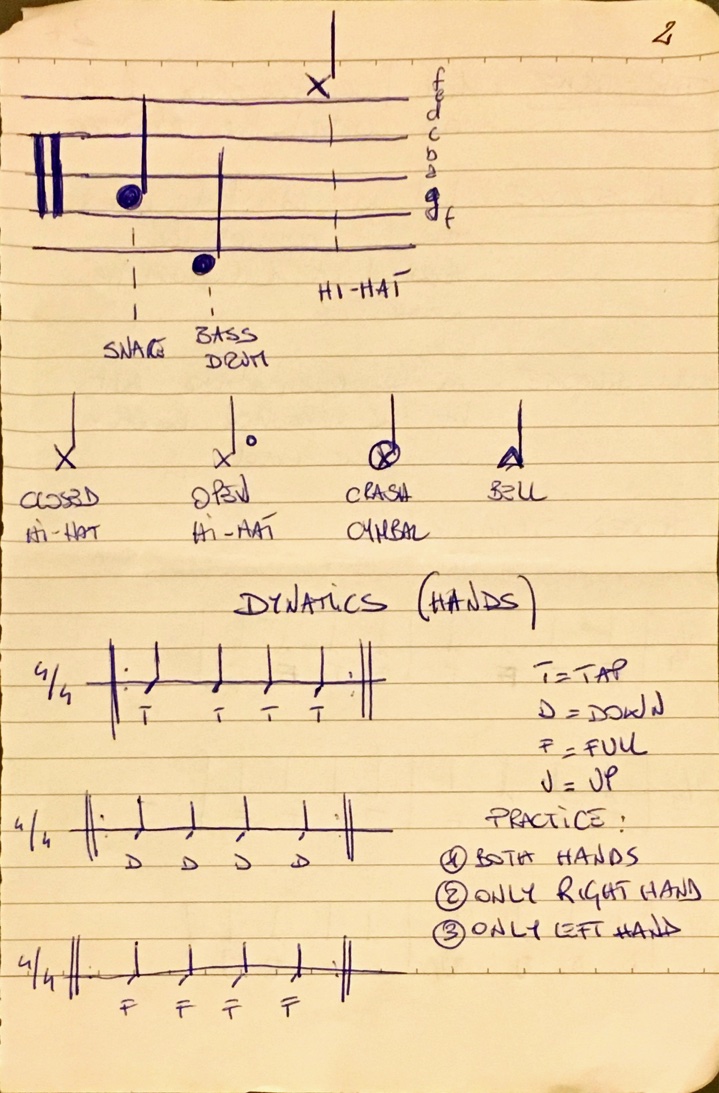 2
f
e
d
c
b
g
f
HI-HAT
SNARE
BASS
DRUM
CLOSED OPEN CRASH BELL
Hi-HAT Hi-HAT CYMBAL
DYNATICS (HANDS)
4/4
T T T T
T = TAP
D = DOWN
F = FULL
U = UP
4/4
D D D D
PRACTICE:
① BOTH HANDS
② ONLY RIGHT HAND
③ ONLY LEFT HAND
4/4
F F F F